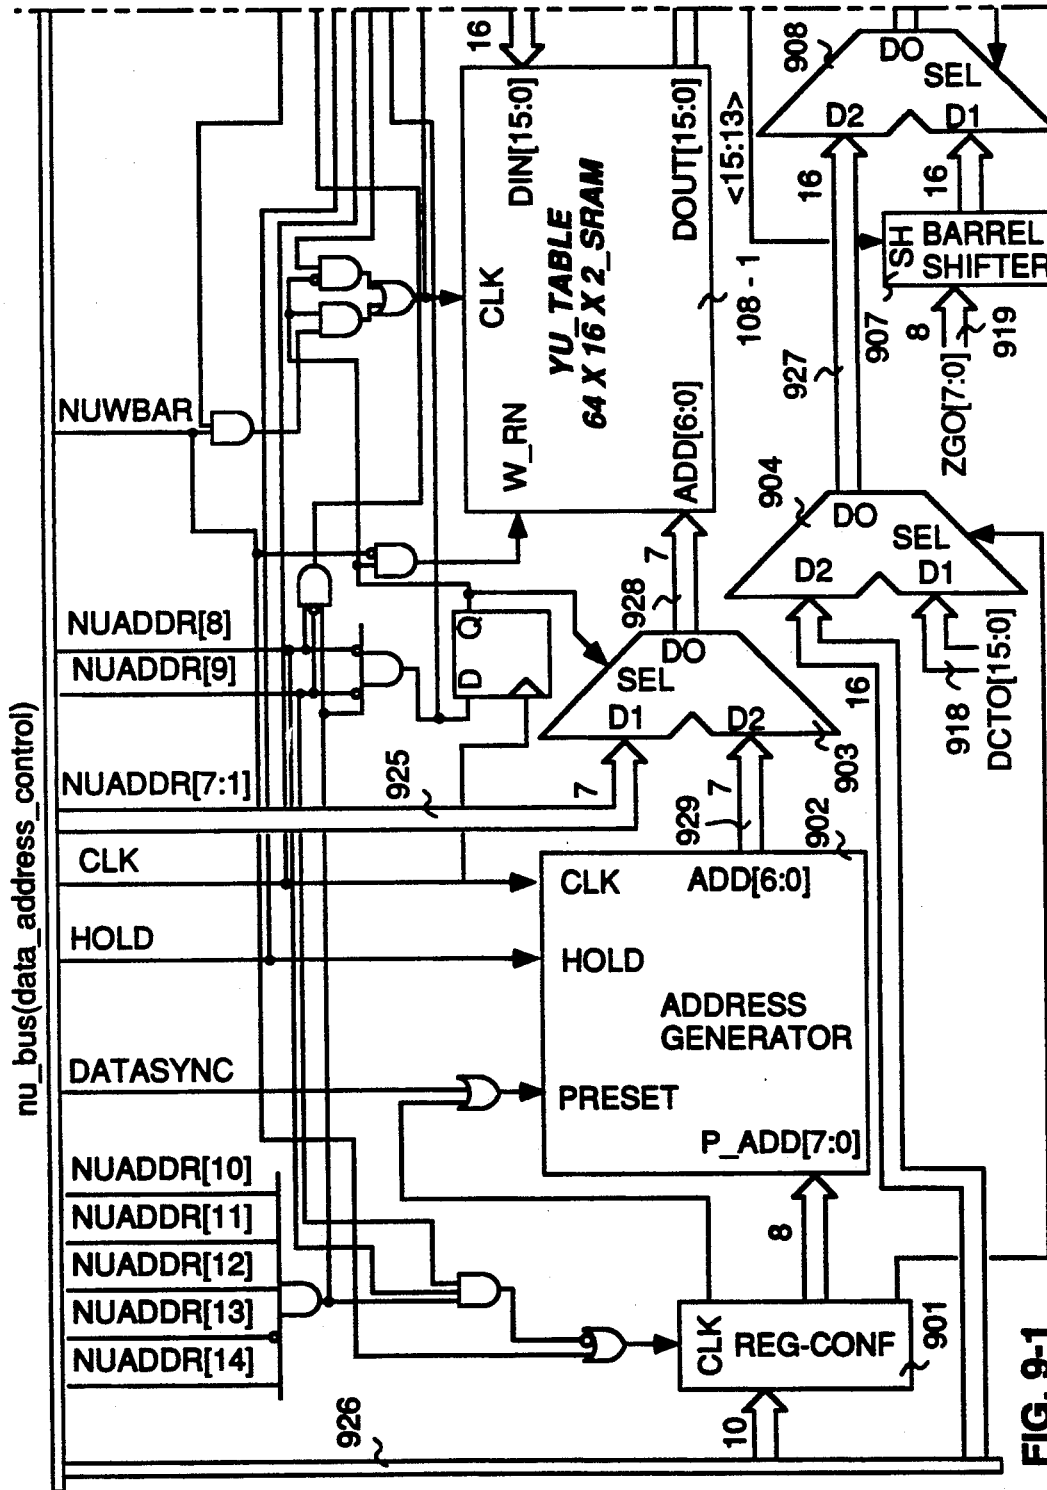 nu_bus(data_address_control)
NUADDR[14]
NUADDR[13]
NUADDR[12]
NUADDR[11]
NUADDR[10]
DATASYNC
HOLD
CLK
NUADDR[7:1]
NUADDR[9]
NUADDR[8]
NUWBAR
926
925
10
CLK
REG-CONF
901
8
PRESET
HOLD
CLK
ADDRESS
GENERATOR
P_ADD[7:0]
ADD[6:0]
902
929
7
7
D1
D2
SEL
DO
903
928
7
D
Q
W_RN
CLK
YU_TABLE
64 X 16 X 2_SRAM
ADD[6:0]
DIN[15:0]
DOUT[15:0]
16
108 - 1
<15:13>
16
918
DCTO[15:0]
D2
D1
SEL
DO
904
927
ZGO[7:0]
8
919
907
SH
BARREL
SHIFTER
16
16
D2
D1
SEL
DO
908
FIG. 9-1